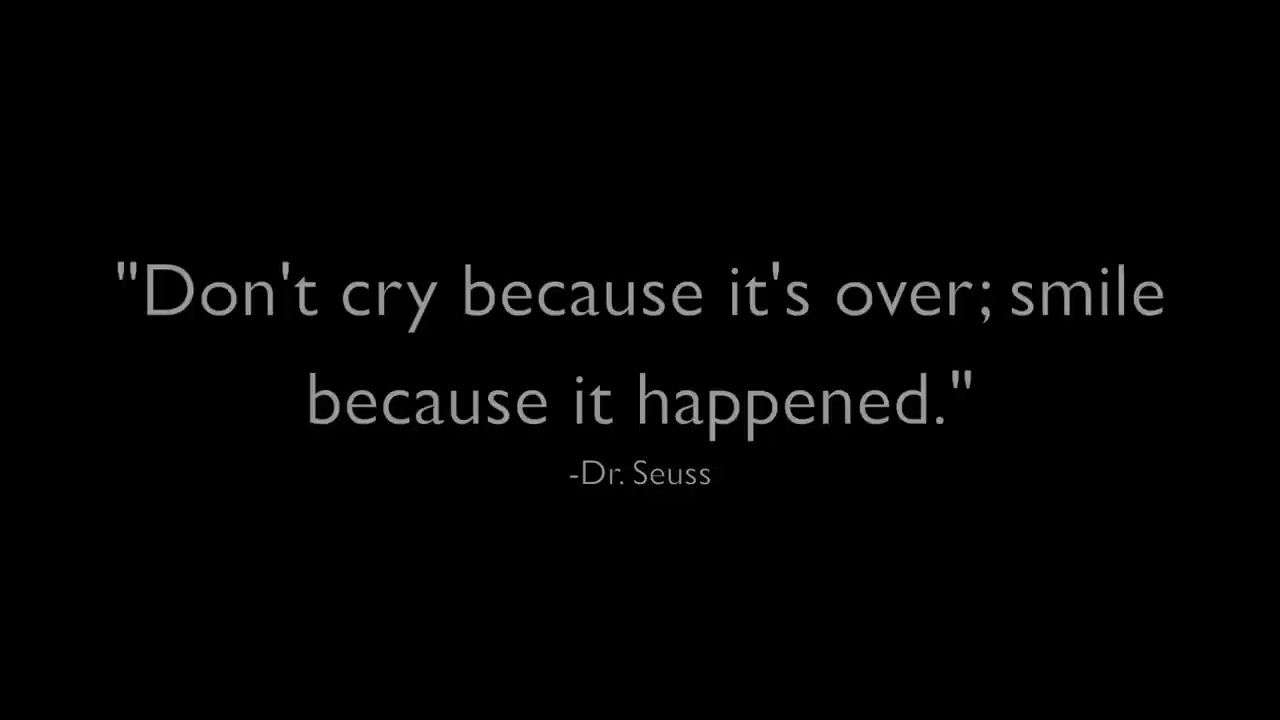 "Don't cry because it's over; smile
because it happened."
-Dr. Seuss